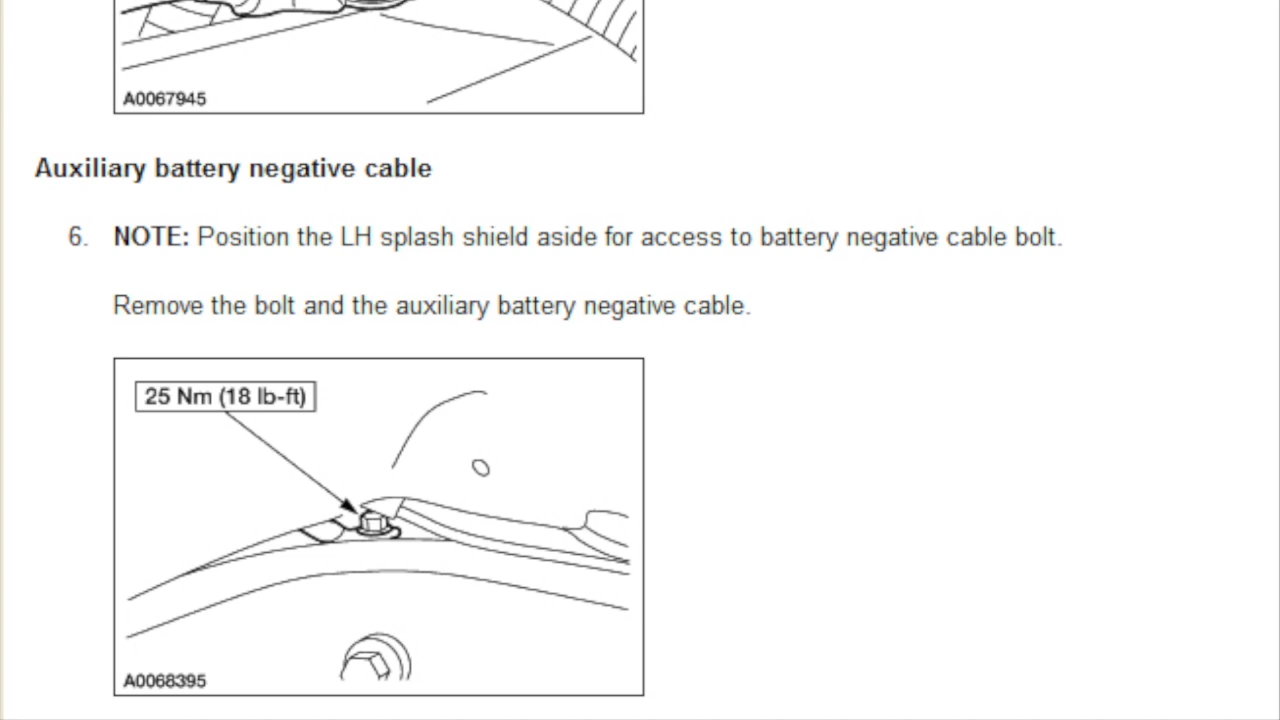 A0067945
Auxiliary battery negative cable
6. NOTE: Position the LH splash shield aside for access to battery negative cable bolt.
Remove the bolt and the auxiliary battery negative cable.
25 Nm (18 lb-ft)
A0068395